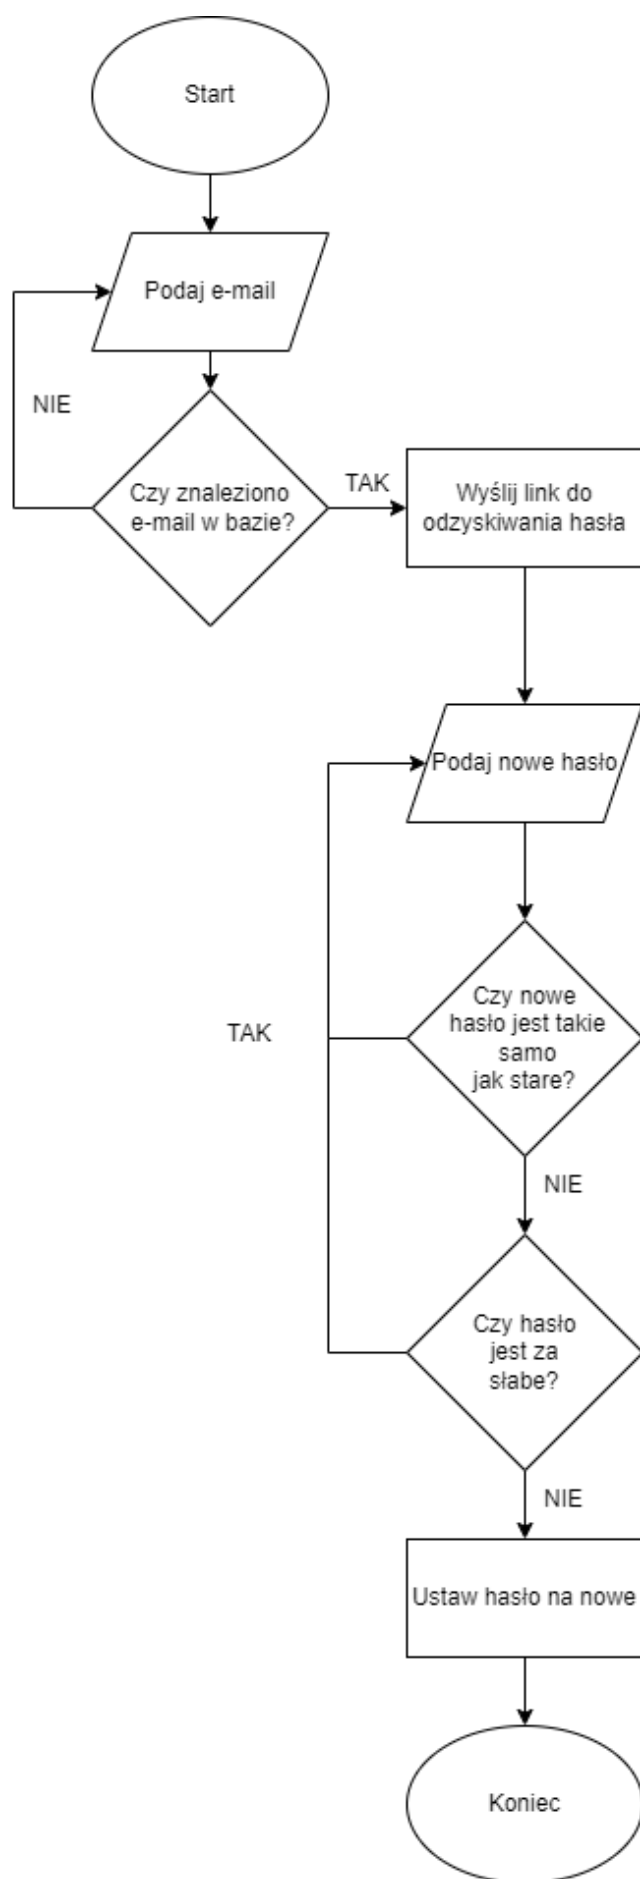 Start
Podaj e-mail
NIE
Czy znaleziono
e-mail w bazie?
TAK
Wyślij link do
odzyskiwania hasła
Podaj nowe hasło
Czy nowe
hasło jest takie
samo
jak stare?
TAK
NIE
Czy hasło
jest za
słabe?
NIE
Ustaw hasło na nowe
Koniec